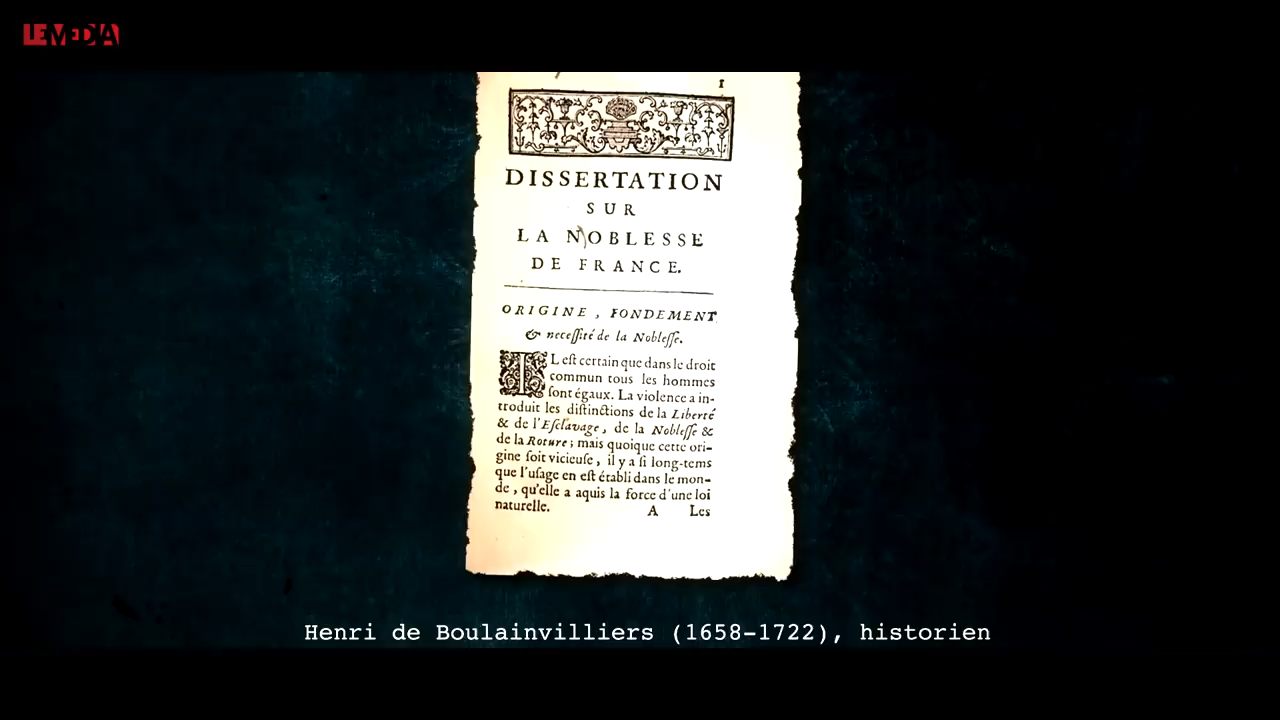 LEMEDIA
1
DISSERTATION
SUR
LA NOBLESSE
DE FRANCE.
ORIGINE, FONDEMENT
& neceſſité de la Nobleſſe.
IL eſt certain que dans le droit
commun tous les hommes
ſont égaux. La violence a in-
troduit les diſtinctions de la Liberté
& de l'Eſclavage, de la Nobleſſe &
de la Roture; mais quoique cette ori-
gine ſoit vicieuſe, il y a ſi long-tems
que l'uſage en eſt établi dans le mon-
de, qu'elle a aquis la force d'une loi
naturelle.
A Les
Henri de Boulainvilliers (1658-1722), historien